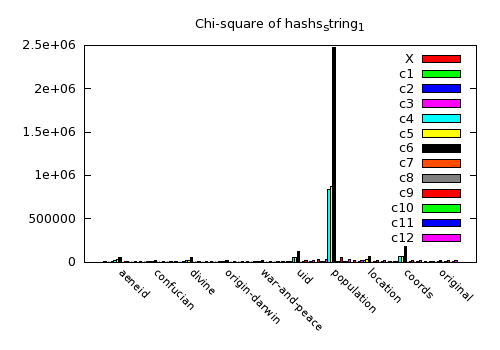 Chi-square of hashsstring1
2.5e+06
2e+06
1.5e+06
1e+06
500000
0
X
c1
c2
c3
c4
c5
c6
c7
c8
c9
c10
c11
c12
aeneid
confucian
divine
origin-darwin
war-and-peace
uid
population
location
coords
original